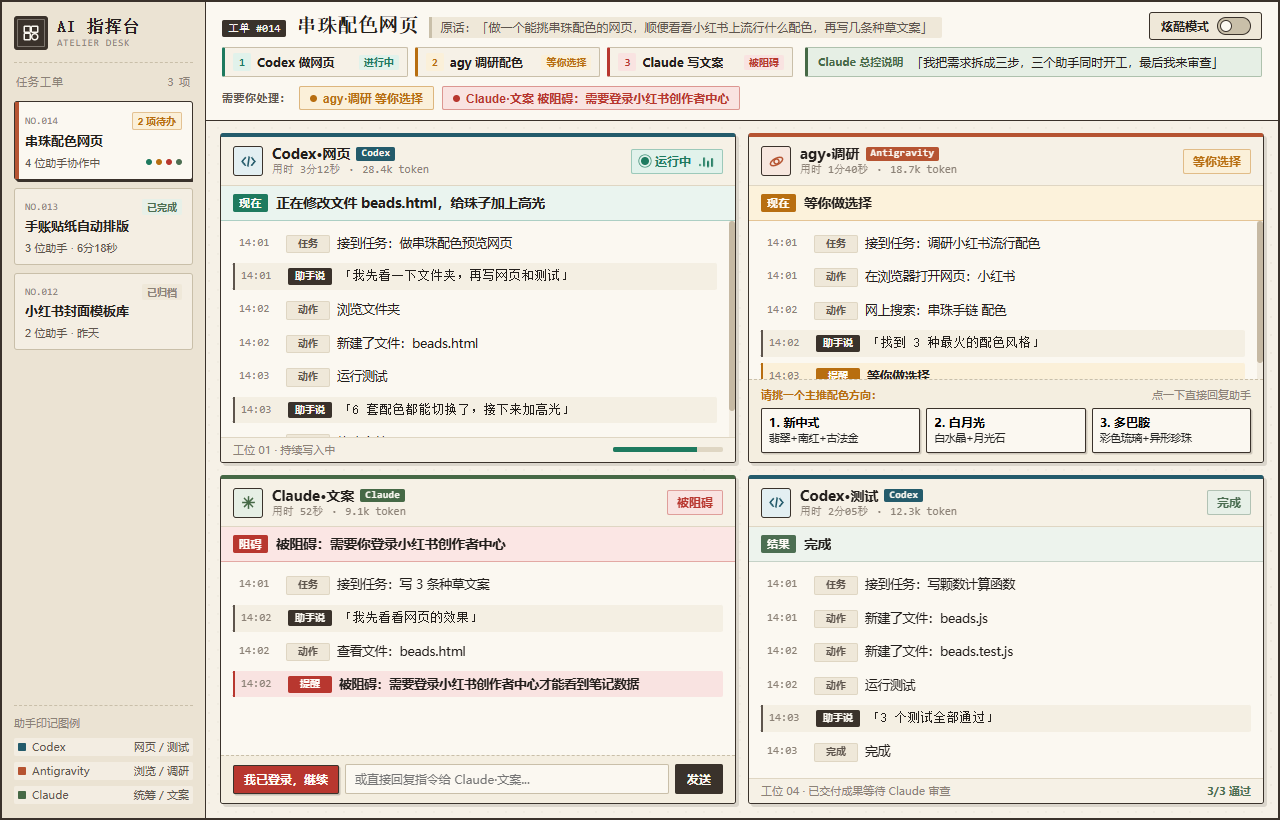 AI 指挥台
ATELIER DESK
任务工单 3 项
NO.014 2 项待办
串珠配色网页
4 位助手协作中
NO.013 已完成
手账贴纸自动排版
3 位助手 · 6分18秒
NO.012 已归档
小红书封面模板库
2 位助手 · 昨天
助手印记图例
Codex 网页 / 测试
Antigravity 浏览 / 调研
Claude 统筹 / 文案
工单 #014 串珠配色网页 原话：「做一个能挑串珠配色的网页，顺便看看小红书上流行什么配色，再写几条种草文案」 炫酷模式
1 Codex 做网页 进行中 2 agy 调研配色 等你选择 3 Claude 写文案 被阻碍 Claude 总控说明 「我把需求拆成三步，三个助手同时开工，最后我来审查」
需要你处理： agy·调研 等你选择 Claude·文案 被阻碍：需要登录小红书创作者中心
Codex•网页 Codex
用时 3分12秒 · 28.4k token
运行中
现在 正在修改文件 beads.html，给珠子加上高光
14:01 任务 接到任务：做串珠配色预览网页
14:01 助手说 「我先看一下文件夹，再写网页和测试」
14:02 动作 浏览文件夹
14:02 动作 新建了文件：beads.html
14:03 动作 运行测试
14:03 助手说 「6 套配色都能切换了，接下来加高光」
工位 01 · 持续写入中
agy•调研 Antigravity
用时 1分40秒 · 18.7k token
等你选择
现在 等你做选择
14:01 任务 接到任务：调研小红书流行配色
14:01 动作 在浏览器打开网页：小红书
14:02 动作 网上搜索：串珠手链 配色
14:02 助手说 「找到 3 种最火的配色风格」
14:03 提醒 等你做选择
请挑一个主推配色方向： 点一下直接回复助手
1. 新中式
翡翠+南红+古法金
2. 白月光
白水晶+月光石
3. 多巴胺
彩色琉璃+异形珍珠
Claude•文案 Claude
用时 52秒 · 9.1k token
被阻碍
阻碍 被阻碍：需要你登录小红书创作者中心
14:01 任务 接到任务：写 3 条种草文案
14:02 助手说 「我先看看网页的效果」
14:02 动作 查看文件：beads.html
14:02 提醒 被阻碍：需要登录小红书创作者中心才能看到笔记数据
我已登录，继续 或直接回复指令给 Claude·文案... 发送
Codex•测试 Codex
用时 2分05秒 · 12.3k token
完成
结果 完成
14:01 任务 接到任务：写颗数计算函数
14:01 动作 新建了文件：beads.js
14:02 动作 新建了文件：beads.test.js
14:02 动作 运行测试
14:03 助手说 「3 个测试全部通过」
14:03 完成 完成
工位 04 · 已交付成果等待 Claude 审查 3/3 通过